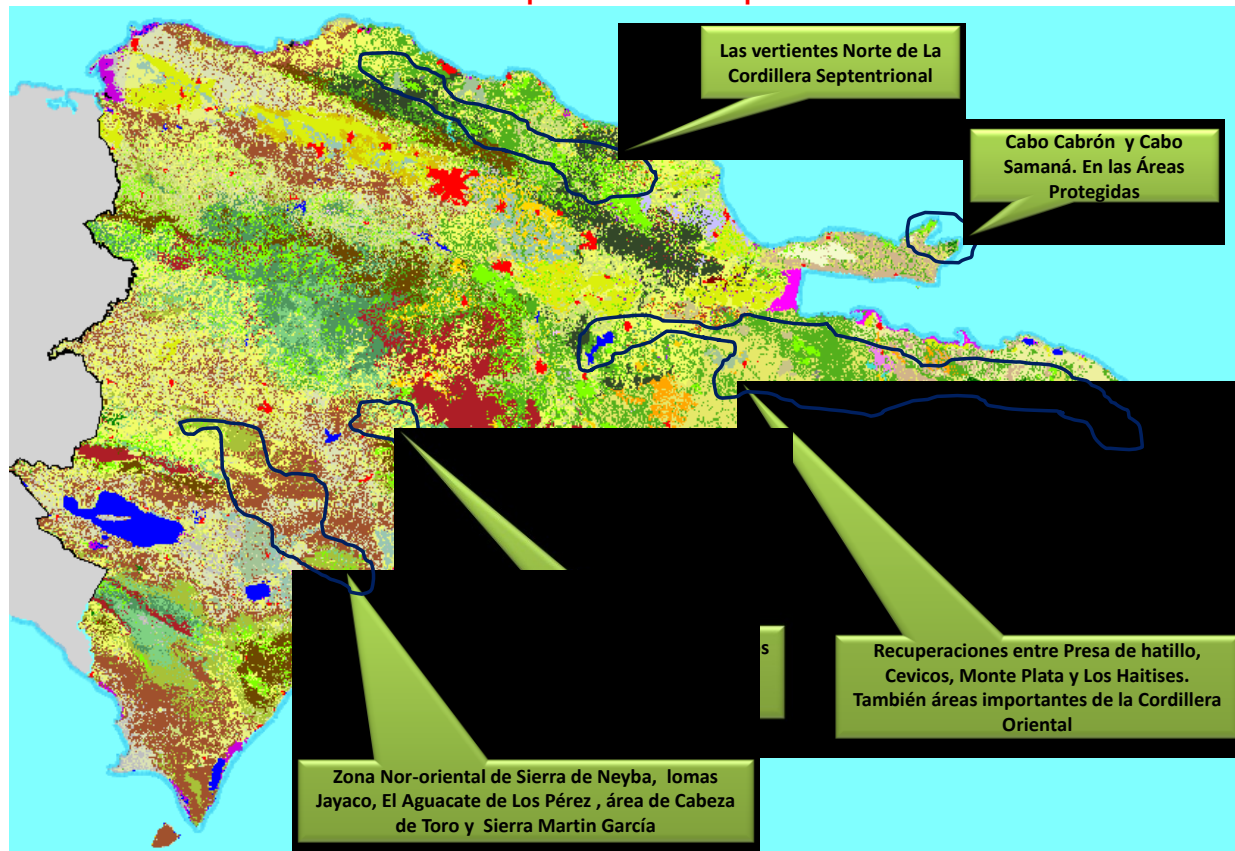 Las vertientes Norte de La
Cordillera Septentrional
Cabo Cabrón y Cabo
Samaná. En las Áreas
Protegidas
Recuperaciones entre Presa de hatillo,
Cevicos, Monte Plata y Los Haitises.
También áreas importantes de la Cordillera
Oriental
Zona Nor-oriental de Sierra de Neyba, lomas
Jayaco, El Aguacate de Los Pérez , área de Cabeza
de Toro y Sierra Martin García